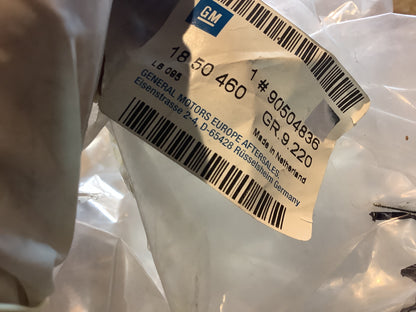 GM
1 # 90504836
18 50 460 GR.9.220
LB 065 Made in Netherland
GENERAL MOTORS EUROPE, AFTERSALES,
Eisenstrasse 2-4, D-65428 Rüsselsheim Germany